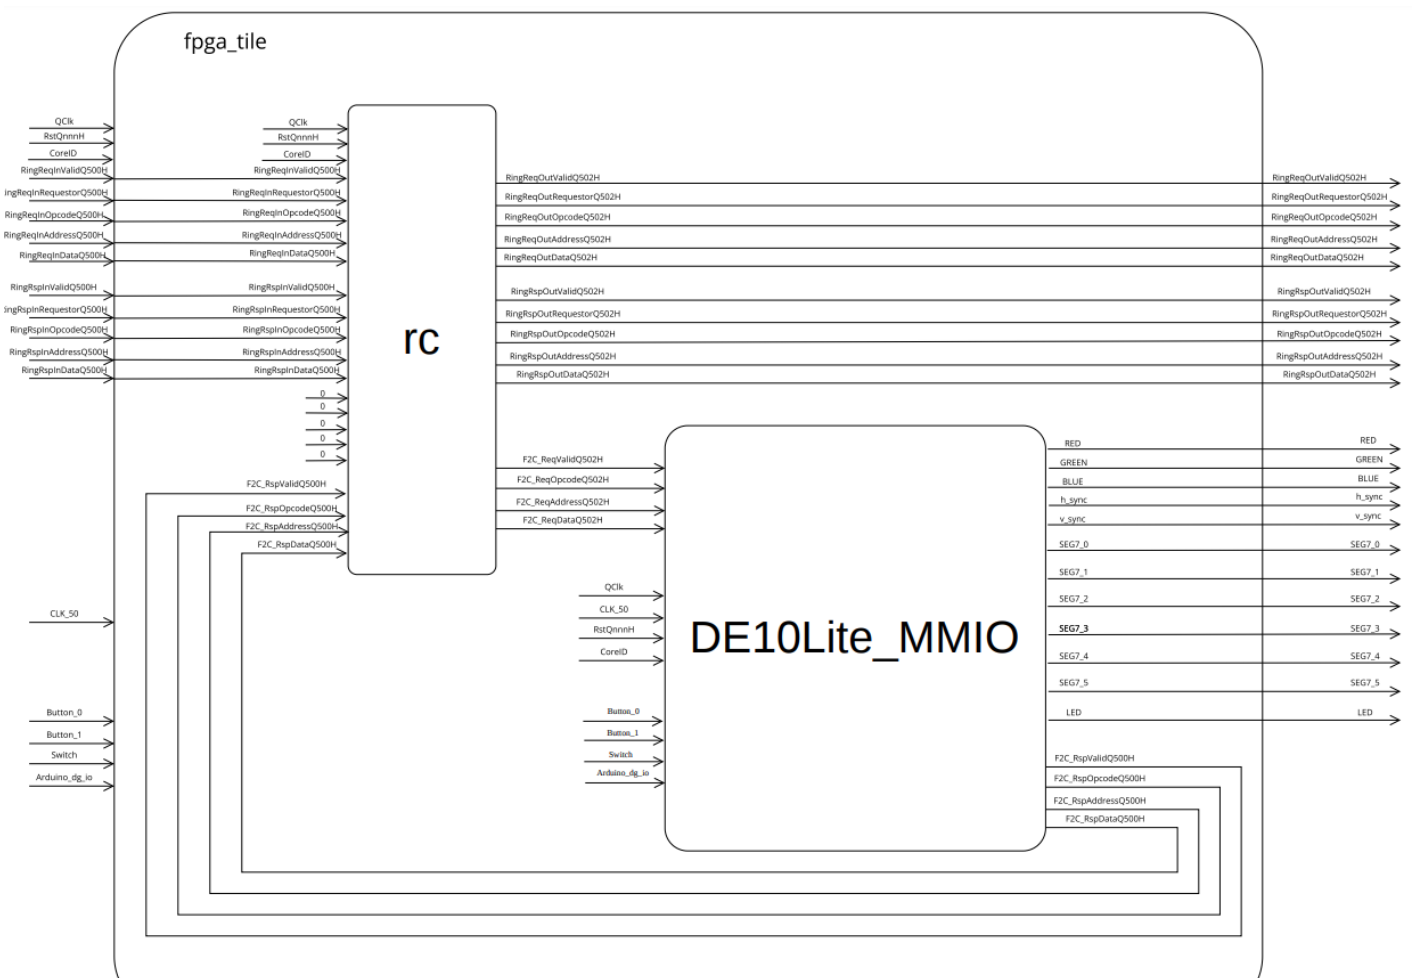 fpga_tile
QClk
RstQnnnH
CoreID
RingReqInValidQ500H
ingReqInRequestorQ500H
RingReqInOpcodeQ500H
RingReqInAddressQ500H
RingReqInDataQ500H
RingRspInValidQ500H
ingRspInRequestorQ500H
RingRspInOpcodeQ500H
RingRspInAddressQ500H
RingRspInDataQ500H
CLK_50
Button_0
Button_1
Switch
Arduino_dg_io
QClk
RstQnnnH
CoreID
RingReqInValidQ500H
RingReqInRequestorQ500H
RingReqInOpcodeQ500H
RingReqInAddressQ500H
RingReqInDataQ500H
RingRspInValidQ500H
RingRspInRequestorQ500H
RingRspInOpcodeQ500H
RingRspInAddressQ500H
RingRspInDataQ500H
0
0
0
0
0
F2C_RspValidQ500H
F2C_RspOpcodeQ500H
F2C_RspAddressQ500H
F2C_RspDataQ500H
rc
RingReqOutValidQ502H
RingReqOutRequestorQ502H
RingReqOutOpcodeQ502H
RingReqOutAddressQ502H
RingReqOutDataQ502H
RingRspOutValidQ502H
RingRspOutRequestorQ502H
RingRspOutOpcodeQ502H
RingRspOutAddressQ502H
RingRspOutDataQ502H
F2C_ReqValidQ502H
F2C_ReqOpcodeQ502H
F2C_ReqAddressQ502H
F2C_ReqDataQ502H
QClk
CLK_50
RstQnnnH
CoreID
Button_0
Button_1
Switch
Arduino_dg_io
DE10Lite_MMIO
RED
GREEN
BLUE
h_sync
v_sync
SEG7_0
SEG7_1
SEG7_2
SEG7_3
SEG7_4
SEG7_5
LED
F2C_RspValidQ500H
F2C_RspOpcodeQ500H
F2C_RspAddressQ500H
F2C_RspDataQ500H
RingReqOutValidQ502H
RingReqOutRequestorQ502H
RingReqOutOpcodeQ502H
RingReqOutAddressQ502H
RingReqOutDataQ502H
RingRspOutValidQ502H
RingRspOutRequestorQ502H
RingRspOutOpcodeQ502H
RingRspOutAddressQ502H
RingRspOutDataQ502H
RED
GREEN
BLUE
h_sync
v_sync
SEG7_0
SEG7_1
SEG7_2
SEG7_3
SEG7_4
SEG7_5
LED